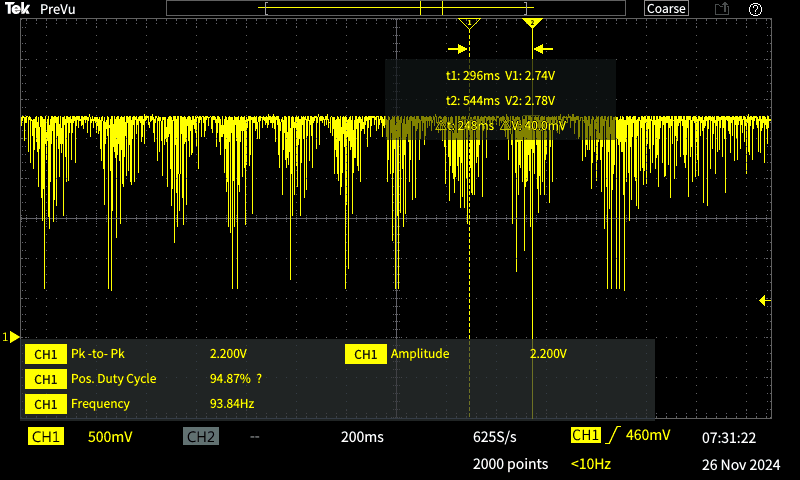 Tek PreVu Coarse
1 2
t1: 296ms V1: 2.74V
t2: 544ms V2: 2.78V
△t: 248ms △V: 40.0mV
1
CH1 Pk -to- Pk 2.200V CH1 Amplitude 2.200V
CH1 Pos. Duty Cycle 94.87% ?
CH1 Frequency 93.84Hz
CH1 500mV CH2 -- 200ms 625S/s CH1 460mV 07:31:22
2000 points <10Hz 26 Nov 2024